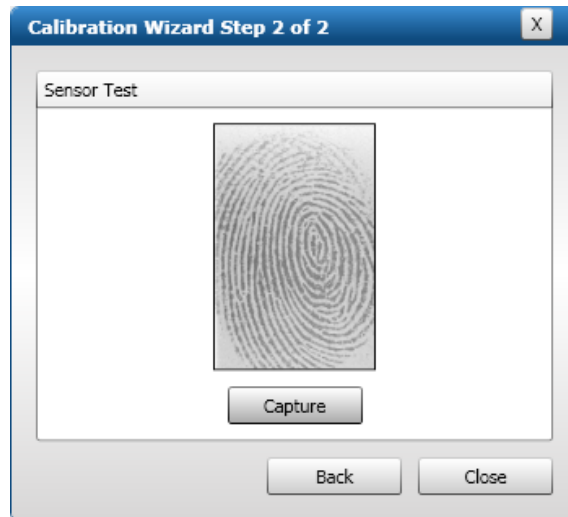 Calibration Wizard Step 2 of 2
X
Sensor Test
Capture
Back
Close